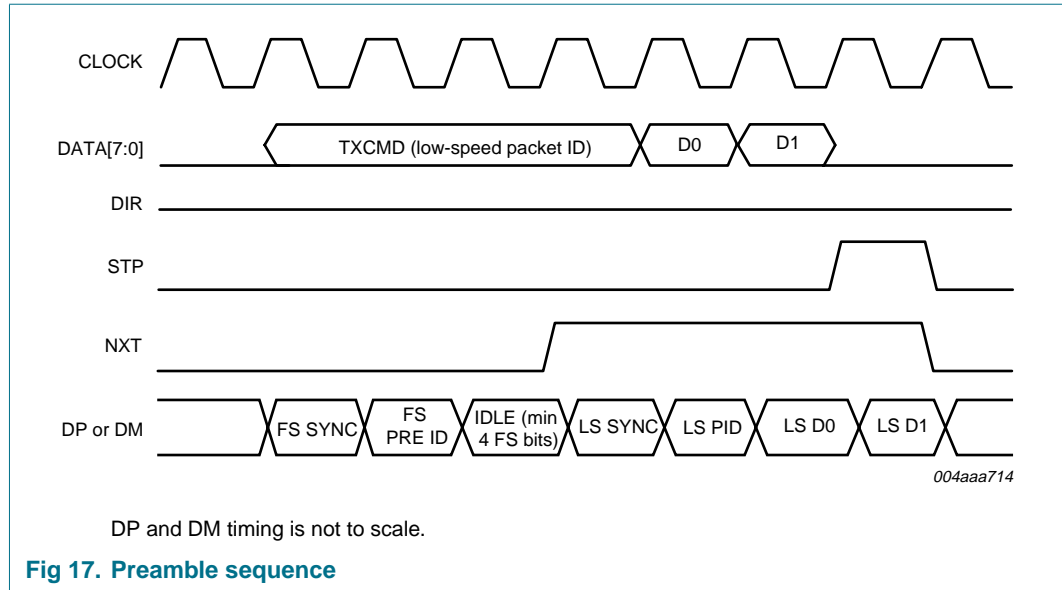 CLOCK
DATA[7:0]
TXCMD (low-speed packet ID)
D0
D1
DIR
STP
NXT
DP or DM
FS SYNC
FS
PRE ID
IDLE (min
4 FS bits)
LS SYNC
LS PID
LS D0
LS D1
004aaa714
DP and DM timing is not to scale.
Fig 17. Preamble sequence